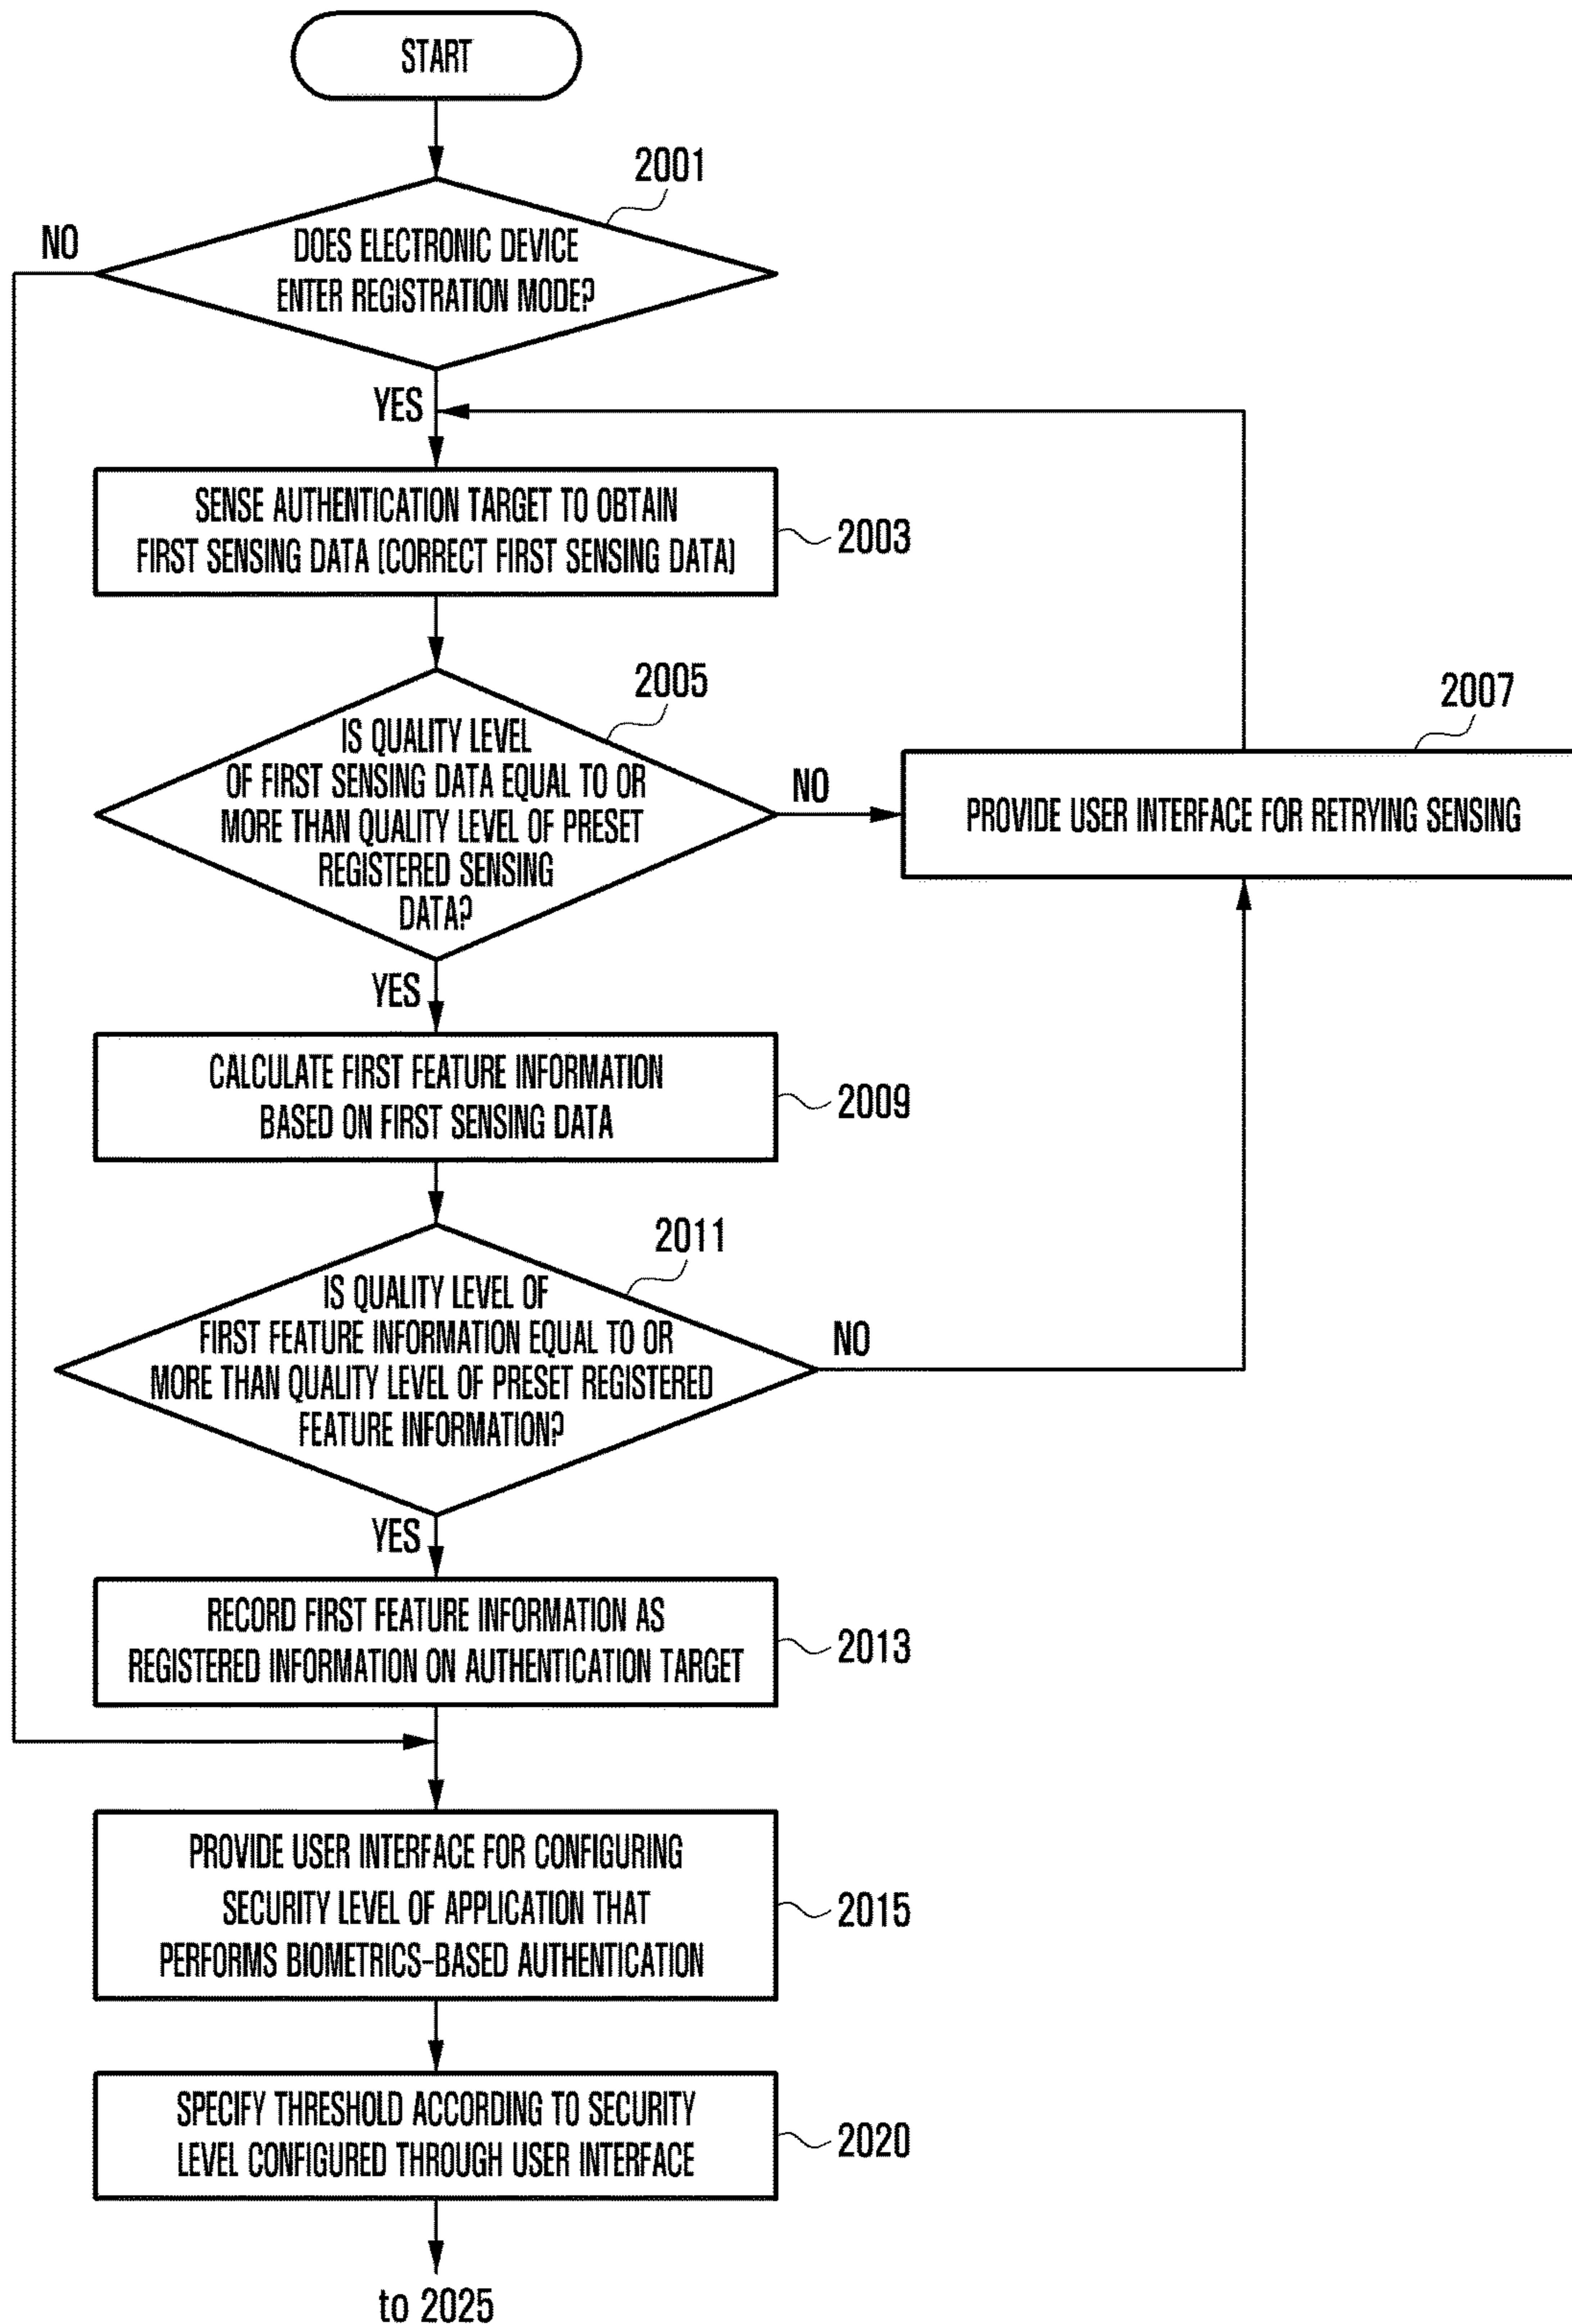 START
2001
NO
DOES ELECTRONIC DEVICE
ENTER REGISTRATION MODE?
YES
SENSE AUTHENTICATION TARGET TO OBTAIN
FIRST SENSING DATA (CORRECT FIRST SENSING DATA)
2003
2005
IS QUALITY LEVEL
OF FIRST SENSING DATA EQUAL TO OR
MORE THAN QUALITY LEVEL OF PRESET
REGISTERED SENSING
DATA?
NO
2007
PROVIDE USER INTERFACE FOR RETRYING SENSING
YES
CALCULATE FIRST FEATURE INFORMATION
BASED ON FIRST SENSING DATA
2009
2011
IS QUALITY LEVEL OF
FIRST FEATURE INFORMATION EQUAL TO OR
MORE THAN QUALITY LEVEL OF PRESET REGISTERED
FEATURE INFORMATION?
NO
YES
RECORD FIRST FEATURE INFORMATION AS
REGISTERED INFORMATION ON AUTHENTICATION TARGET
2013
PROVIDE USER INTERFACE FOR CONFIGURING
SECURITY LEVEL OF APPLICATION THAT
PERFORMS BIOMETRICS-BASED AUTHENTICATION
2015
SPECIFY THRESHOLD ACCORDING TO SECURITY
LEVEL CONFIGURED THROUGH USER INTERFACE
2020
to 2025